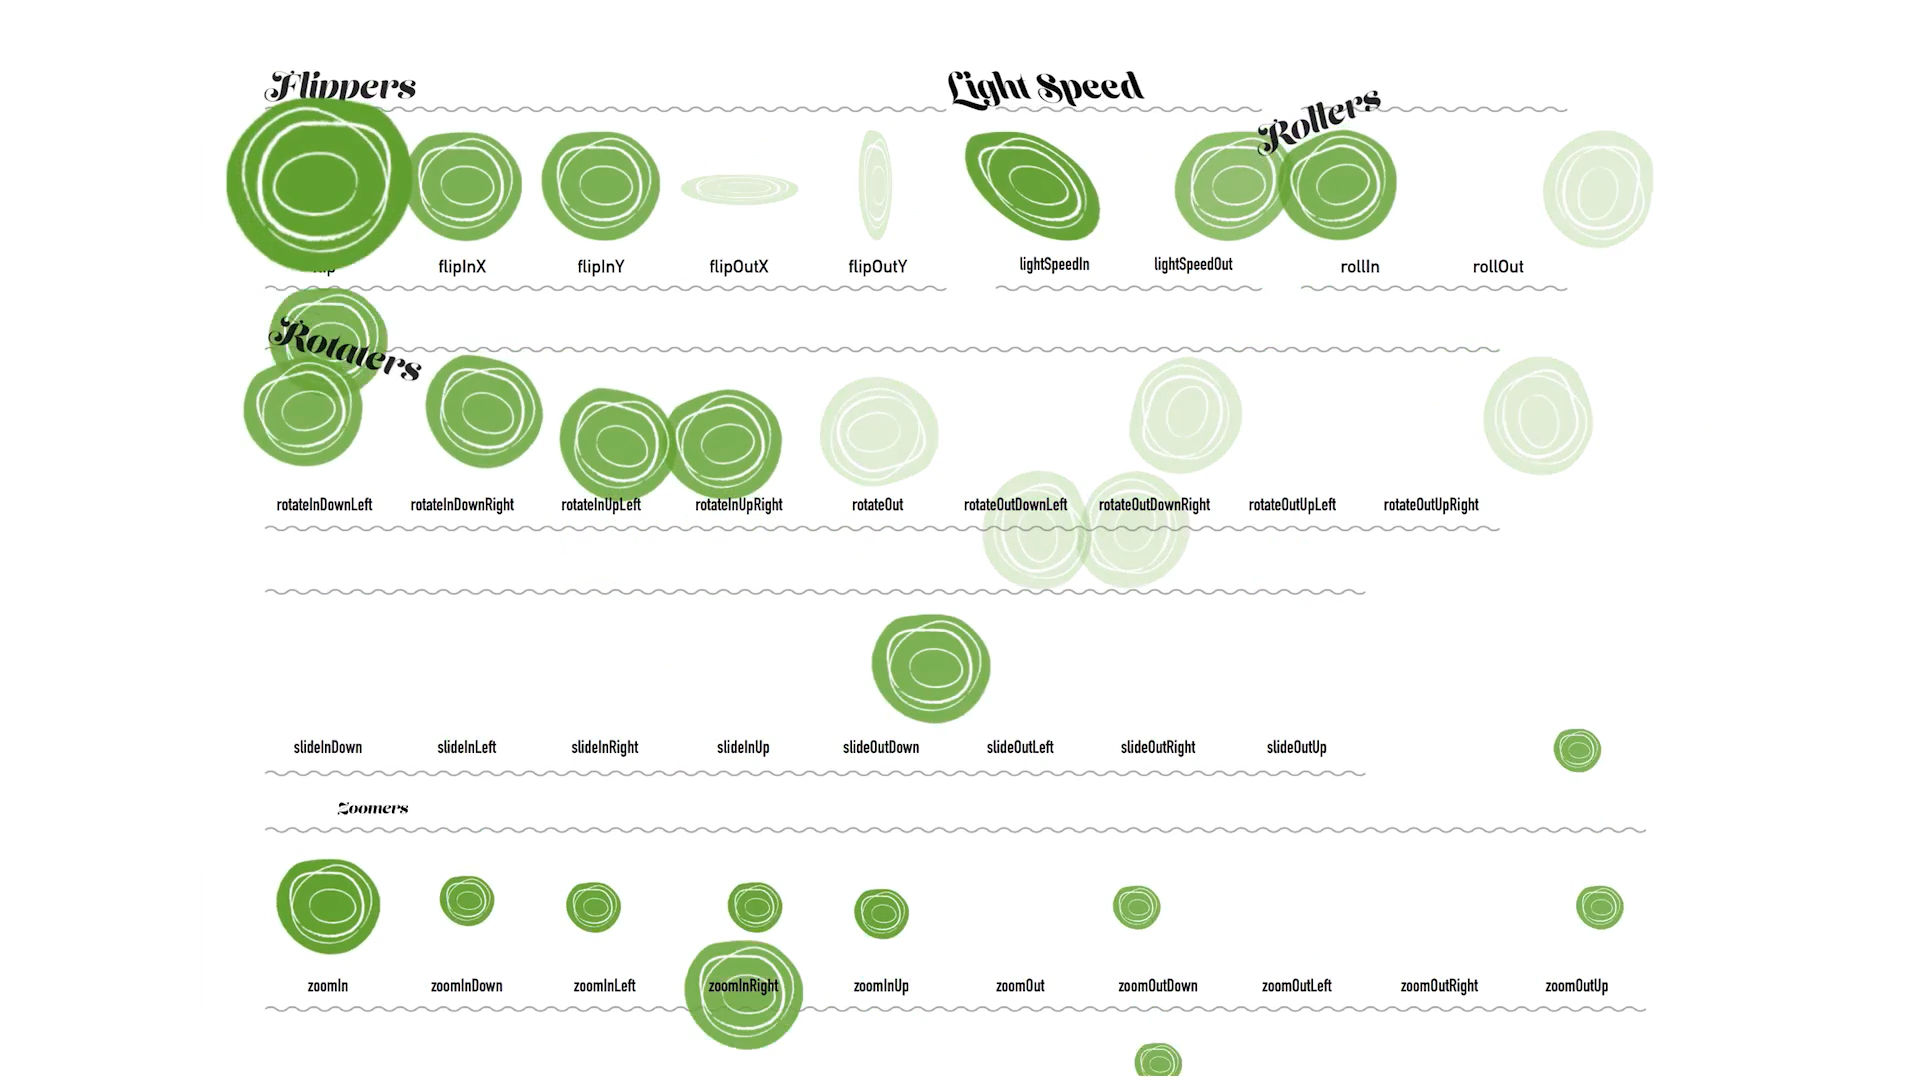 Flippers
Light Speed
Rollers
flipInX
flipInY
flipOutX
flipOutY
lightSpeedIn
lightSpeedOut
rollIn
rollOut
Rotaters
rotateInDownLeft
rotateInDownRight
rotateInUpLeft
rotateInUpRight
rotateOut
rotateOutDownLeft
rotateOutDownRight
rotateOutUpLeft
rotateOutUpRight
slideInDown
slideInLeft
slideInRight
slideInUp
slideOutDown
slideOutLeft
slideOutRight
slideOutUp
Zoomers
zoomIn
zoomInDown
zoomInLeft
zoomInRight
zoomInUp
zoomOut
zoomOutDown
zoomOutLeft
zoomOutRight
zoomOutUp